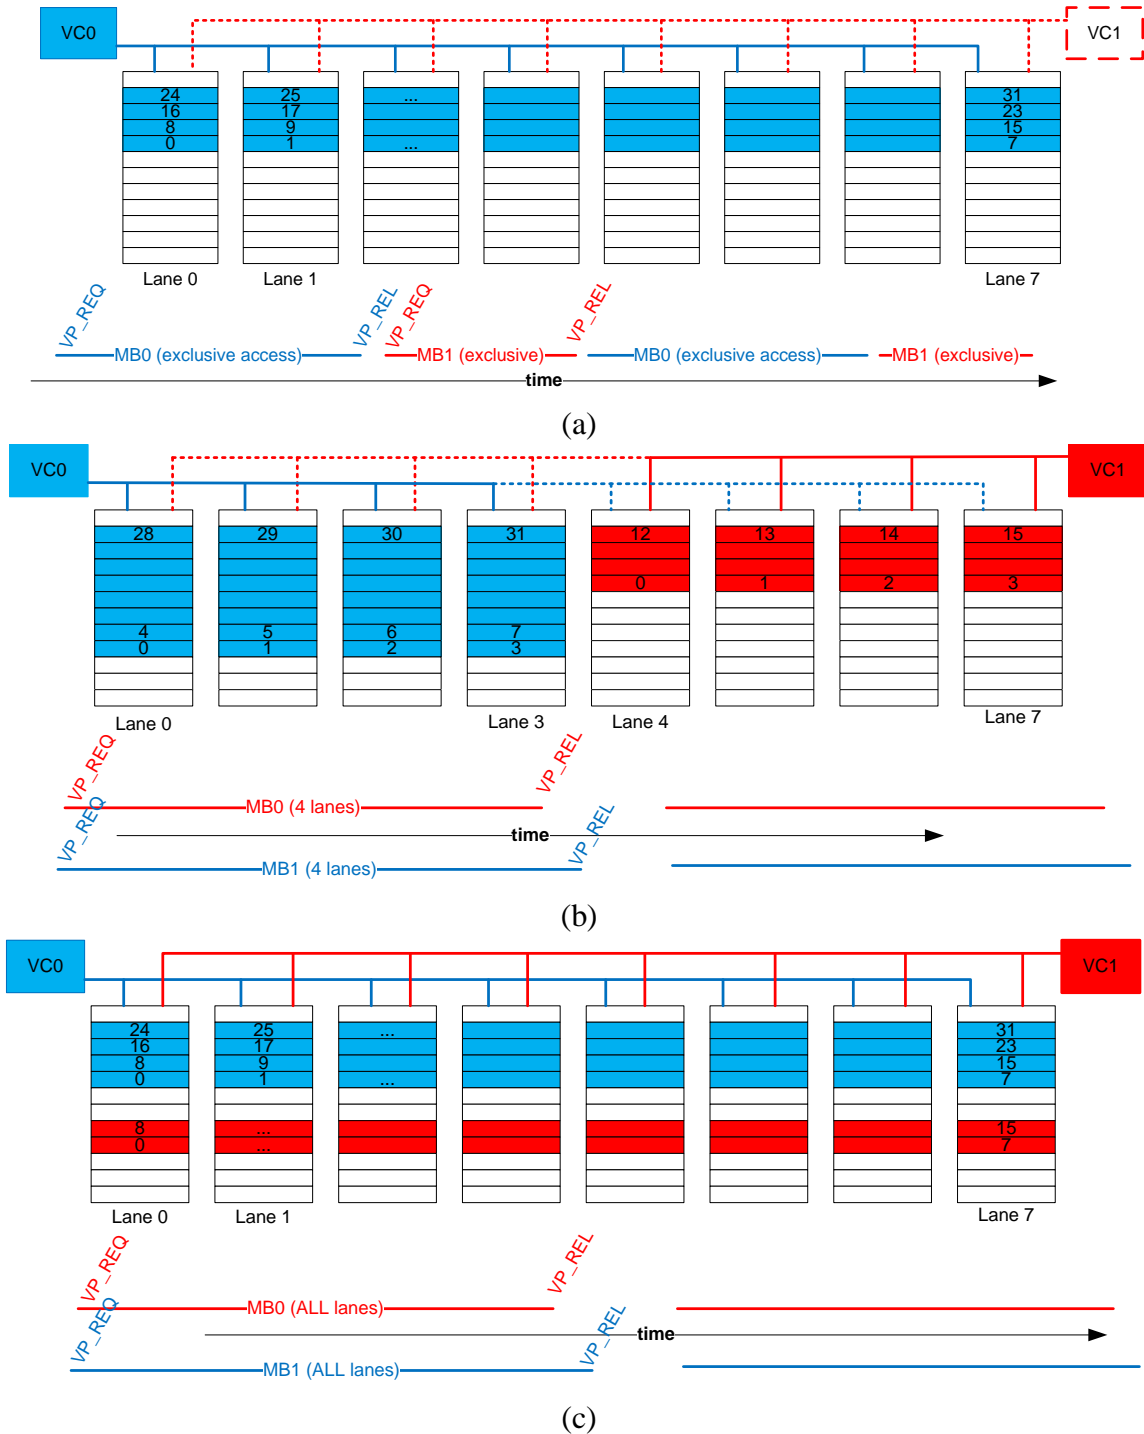 VC0
VC1
24 25 ... 31
16 17 23
8 9 15
0 1 ... 7
Lane 0 Lane 1 Lane 7
VP_REQ VP_REL VP_REQ VP_REL
MB0 (exclusive access) MB1 (exclusive) MB0 (exclusive access) MB1 (exclusive)
time
(a)
VC0
VC1
28 29 30 31 12 13 14 15
0 1 2 3
4 5 6 7
0 1 2 3
Lane 0 Lane 3 Lane 4 Lane 7
VP_REQ VP_REL
MB0 (4 lanes)
VP_REQ VP_REL
time
MB1 (4 lanes)
(b)
VC0
VC1
24 25 ... 31
16 17 23
8 9 15
0 1 ... 7
8 ... 15
0 ... 7
Lane 0 Lane 1 Lane 7
VP_REQ VP_REL
MB0 (ALL lanes)
VP_REQ VP_REL
time
MB1 (ALL lanes)
(c)